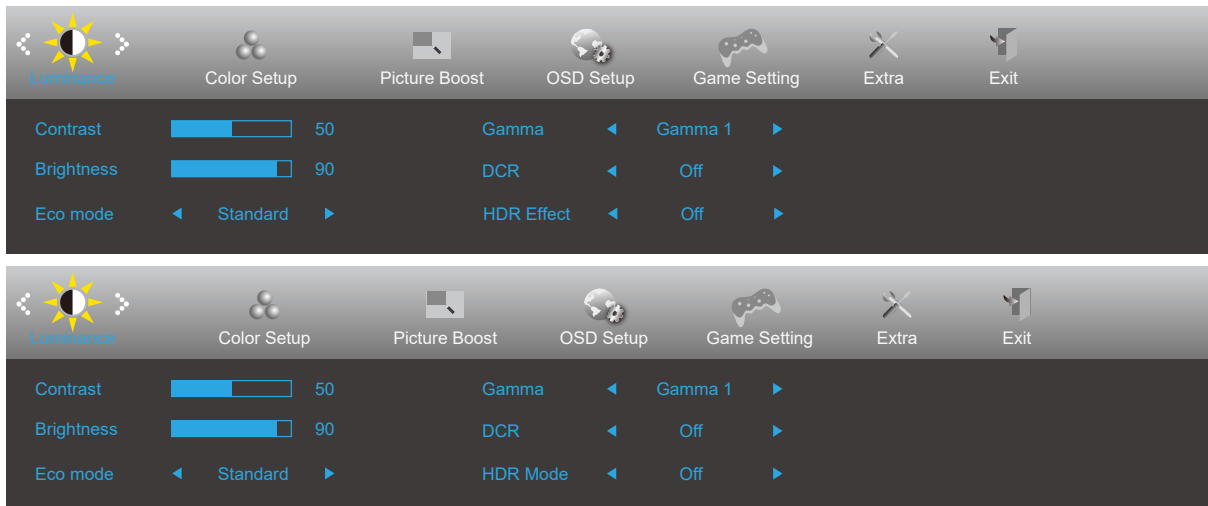 Luminance Color Setup Picture Boost OSD Setup Game Setting Extra Exit
Contrast 50 Gamma Gamma 1
Brightness 90 DCR Off
Eco mode Standard HDR Effect Off
Luminance Color Setup Picture Boost OSD Setup Game Setting Extra Exit
Contrast 50 Gamma Gamma 1
Brightness 90 DCR Off
Eco mode Standard HDR Mode Off